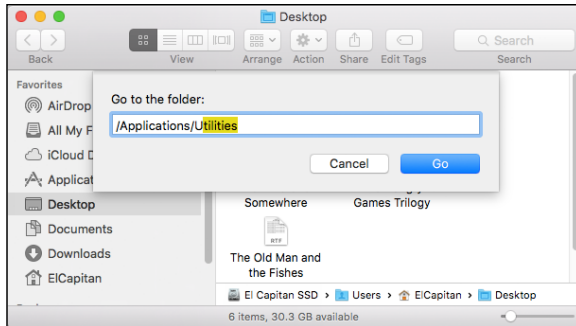 Desktop
Back
View
Arrange
Action
Share
Edit Tags
Search
Search
Favorites
AirDrop
All My F
iCloud D
Applicat
Desktop
Documents
Downloads
ElCapitan
Go to the folder:
/Applications/Utilities
Cancel
Go
Somewhere
Games Trilogy
RTF
The Old Man and
the Fishes
El Capitan SSD › Users › ElCapitan › Desktop
6 items, 30.3 GB available